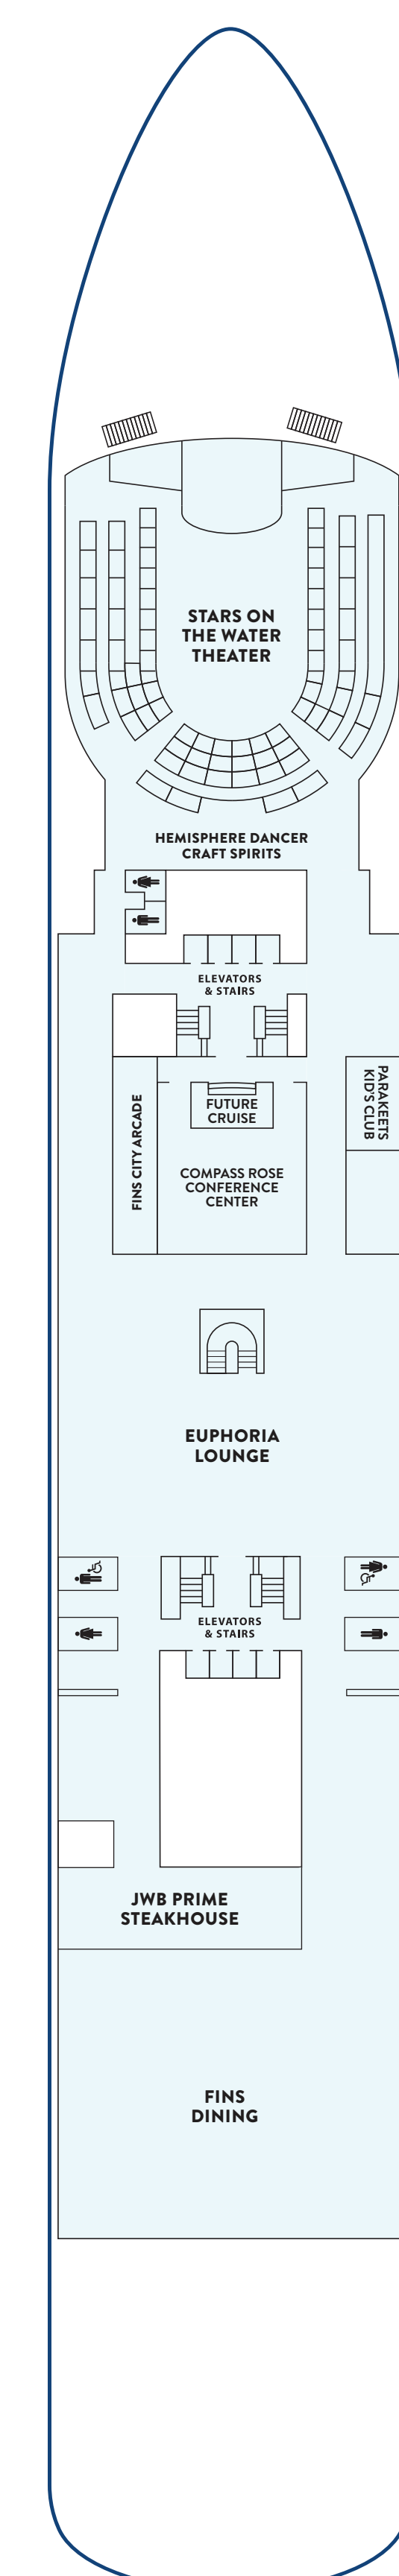 STARS ON
THE WATER
THEATER
HEMISPHERE DANCER
CRAFT SPIRITS
ELEVATORS
& STAIRS
FINS CITY ARCADE
FUTURE
CRUISE
COMPASS ROSE
CONFERENCE
CENTER
PARAKEETS
KID'S CLUB
EUPHORIA
LOUNGE
ELEVATORS
& STAIRS
JWB PRIME
STEAKHOUSE
FINS
DINING